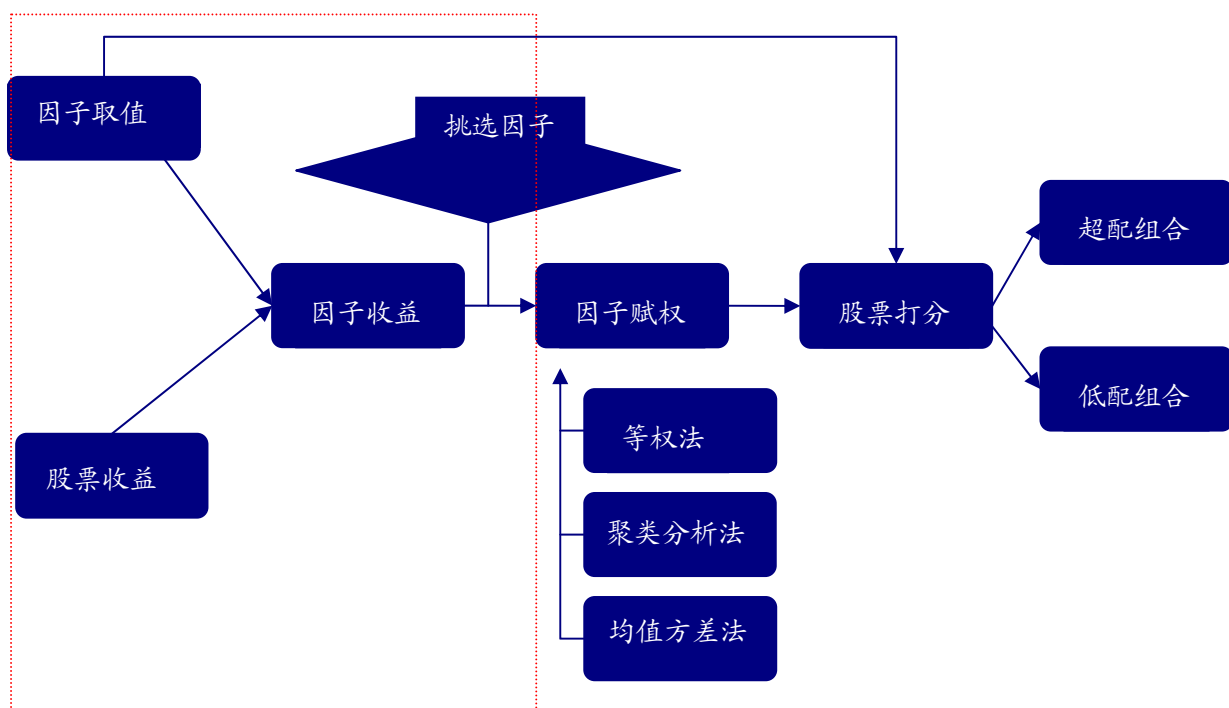 因子取值
挑选因子
超配组合
因子收益
因子赋权
股票打分
低配组合
等权法
股票收益
聚类分析法
均值方差法